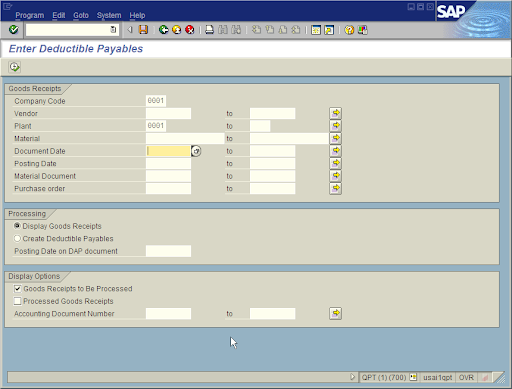 Program Edit Goto System Help
SAP
Enter Deductible Payables
Goods Receipts
Company Code 0001
Vendor to
Plant 0001 to
Material to
Document Date to
Posting Date to
Material Document to
Purchase order to
Processing
Display Goods Receipts
Create Deductible Payables
Posting Date on DAP document
Display Options
Goods Receipts to Be Processed
Processed Goods Receipts
Accounting Document Number to
QPT (1) (700) usai1qpt OVR